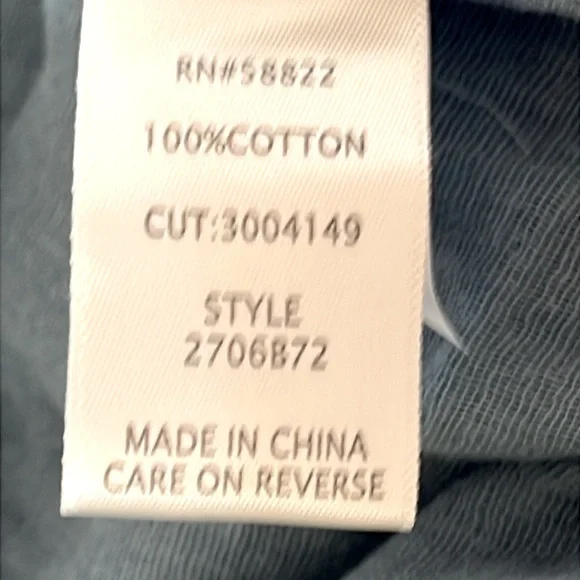 RN#58822
100%COTTON
CUT:3004149
STYLE
2706B72
MADE IN CHINA
CARE ON REVERSE